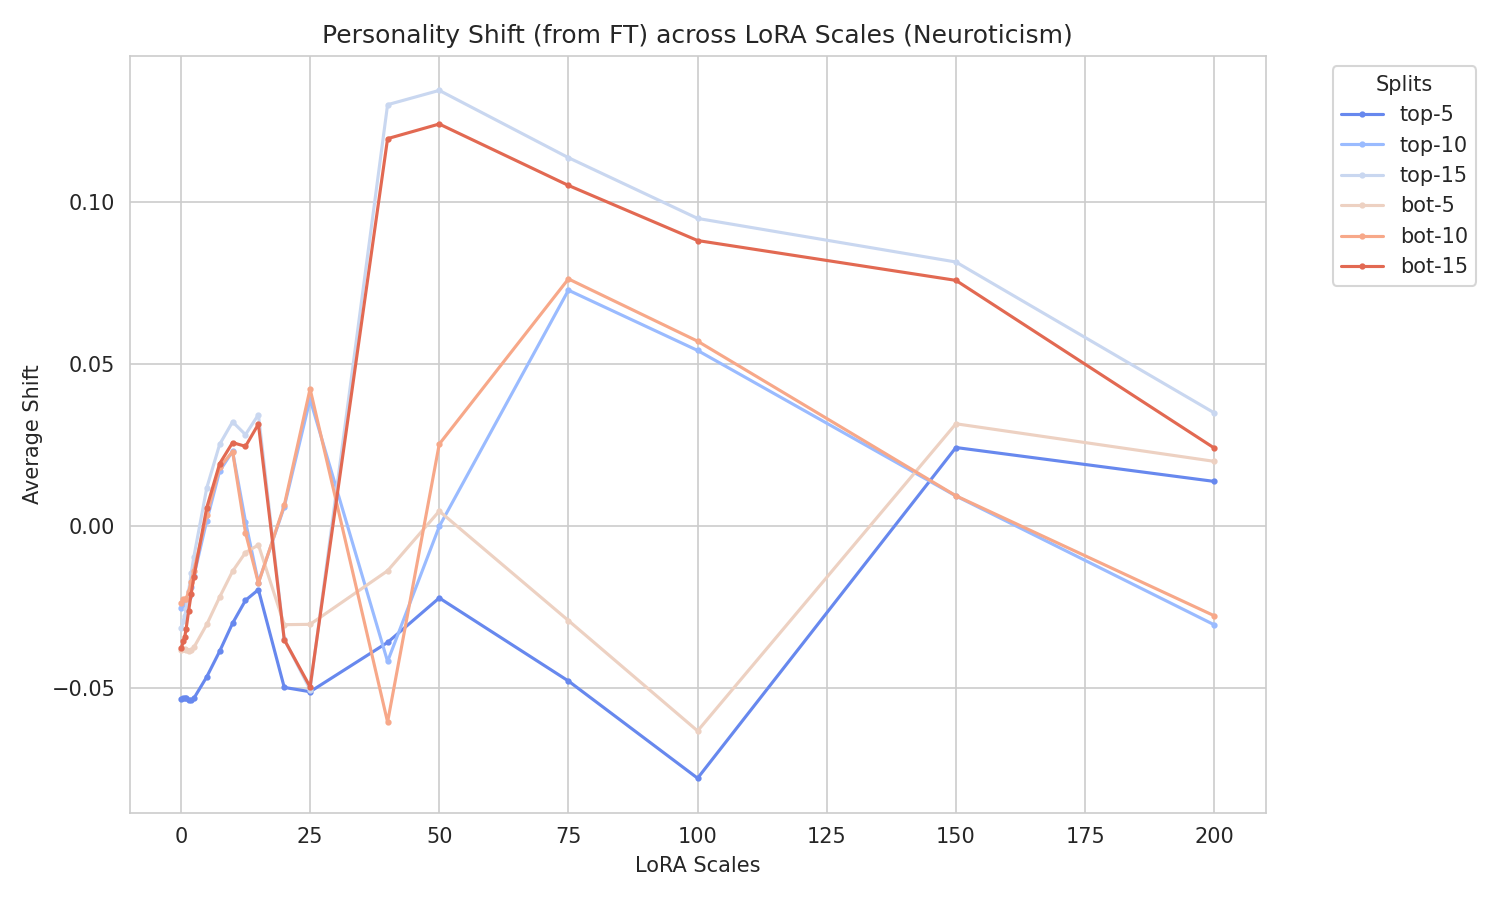 Personality Shift (from FT) across LoRA Scales (Neuroticism)
Splits
top-5
top-10
top-15
bot-5
bot-10
bot-15
Average Shift
0.10
0.05
0.00
−0.05
0 25 50 75 100 125 150 175 200
LoRA Scales